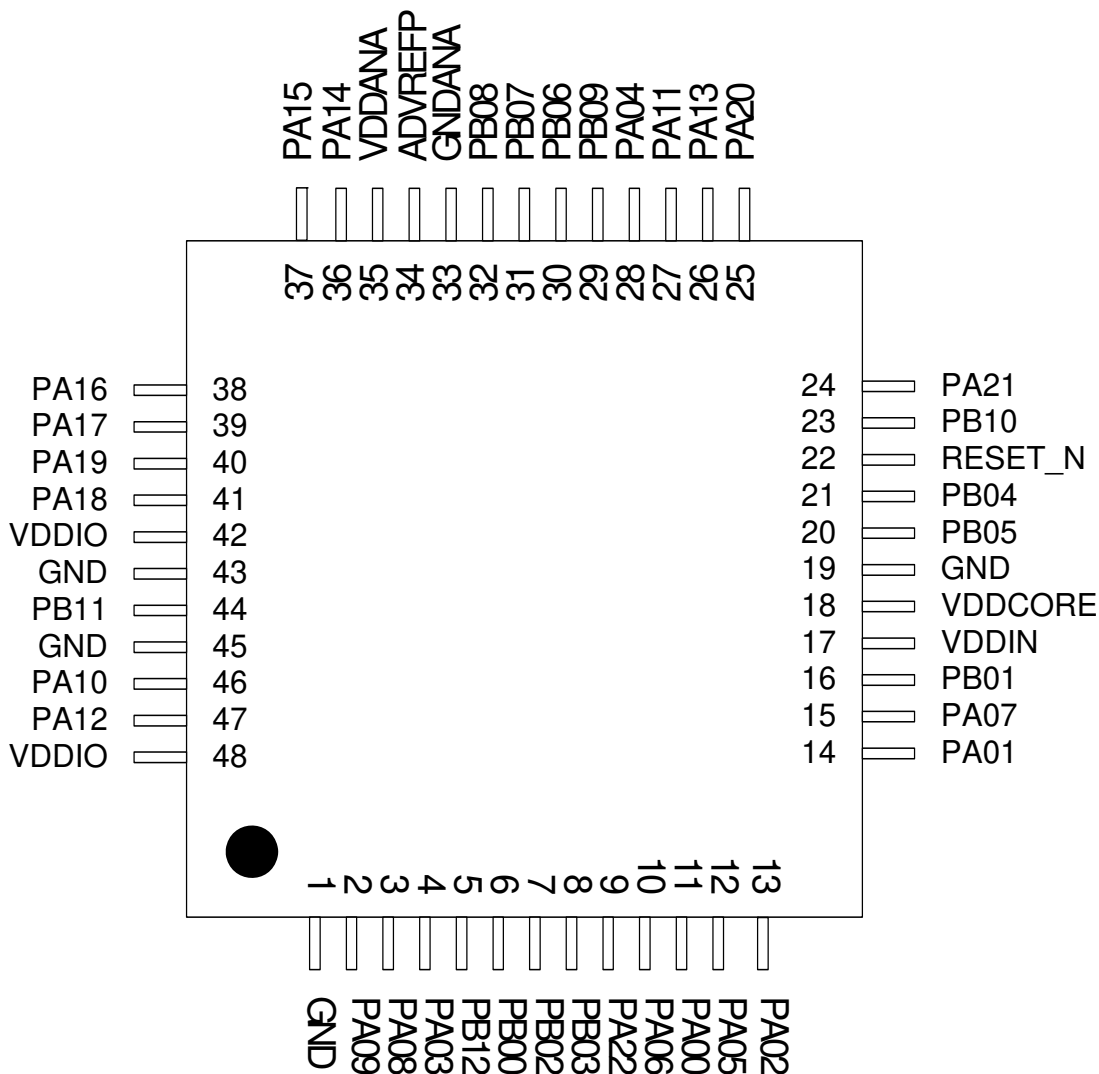 PA15
PA14
VDDANA
ADVREFP
GNDANA
PB08
PB07
PB06
PB09
PA04
PA11
PA13
PA20
37
36
35
34
33
32
31
30
29
28
27
26
25
PA16 38
PA17 39
PA19 40
PA18 41
VDDIO 42
GND 43
PB11 44
GND 45
PA10 46
PA12 47
VDDIO 48
24 PA21
23 PB10
22 RESET_N
21 PB04
20 PB05
19 GND
18 VDDCORE
17 VDDIN
16 PB01
15 PA07
14 PA01
1
2
3
4
5
6
7
8
9
10
11
12
13
GND
PA09
PA08
PA03
PB12
PB00
PB02
PB03
PA22
PA06
PA00
PA05
PA02